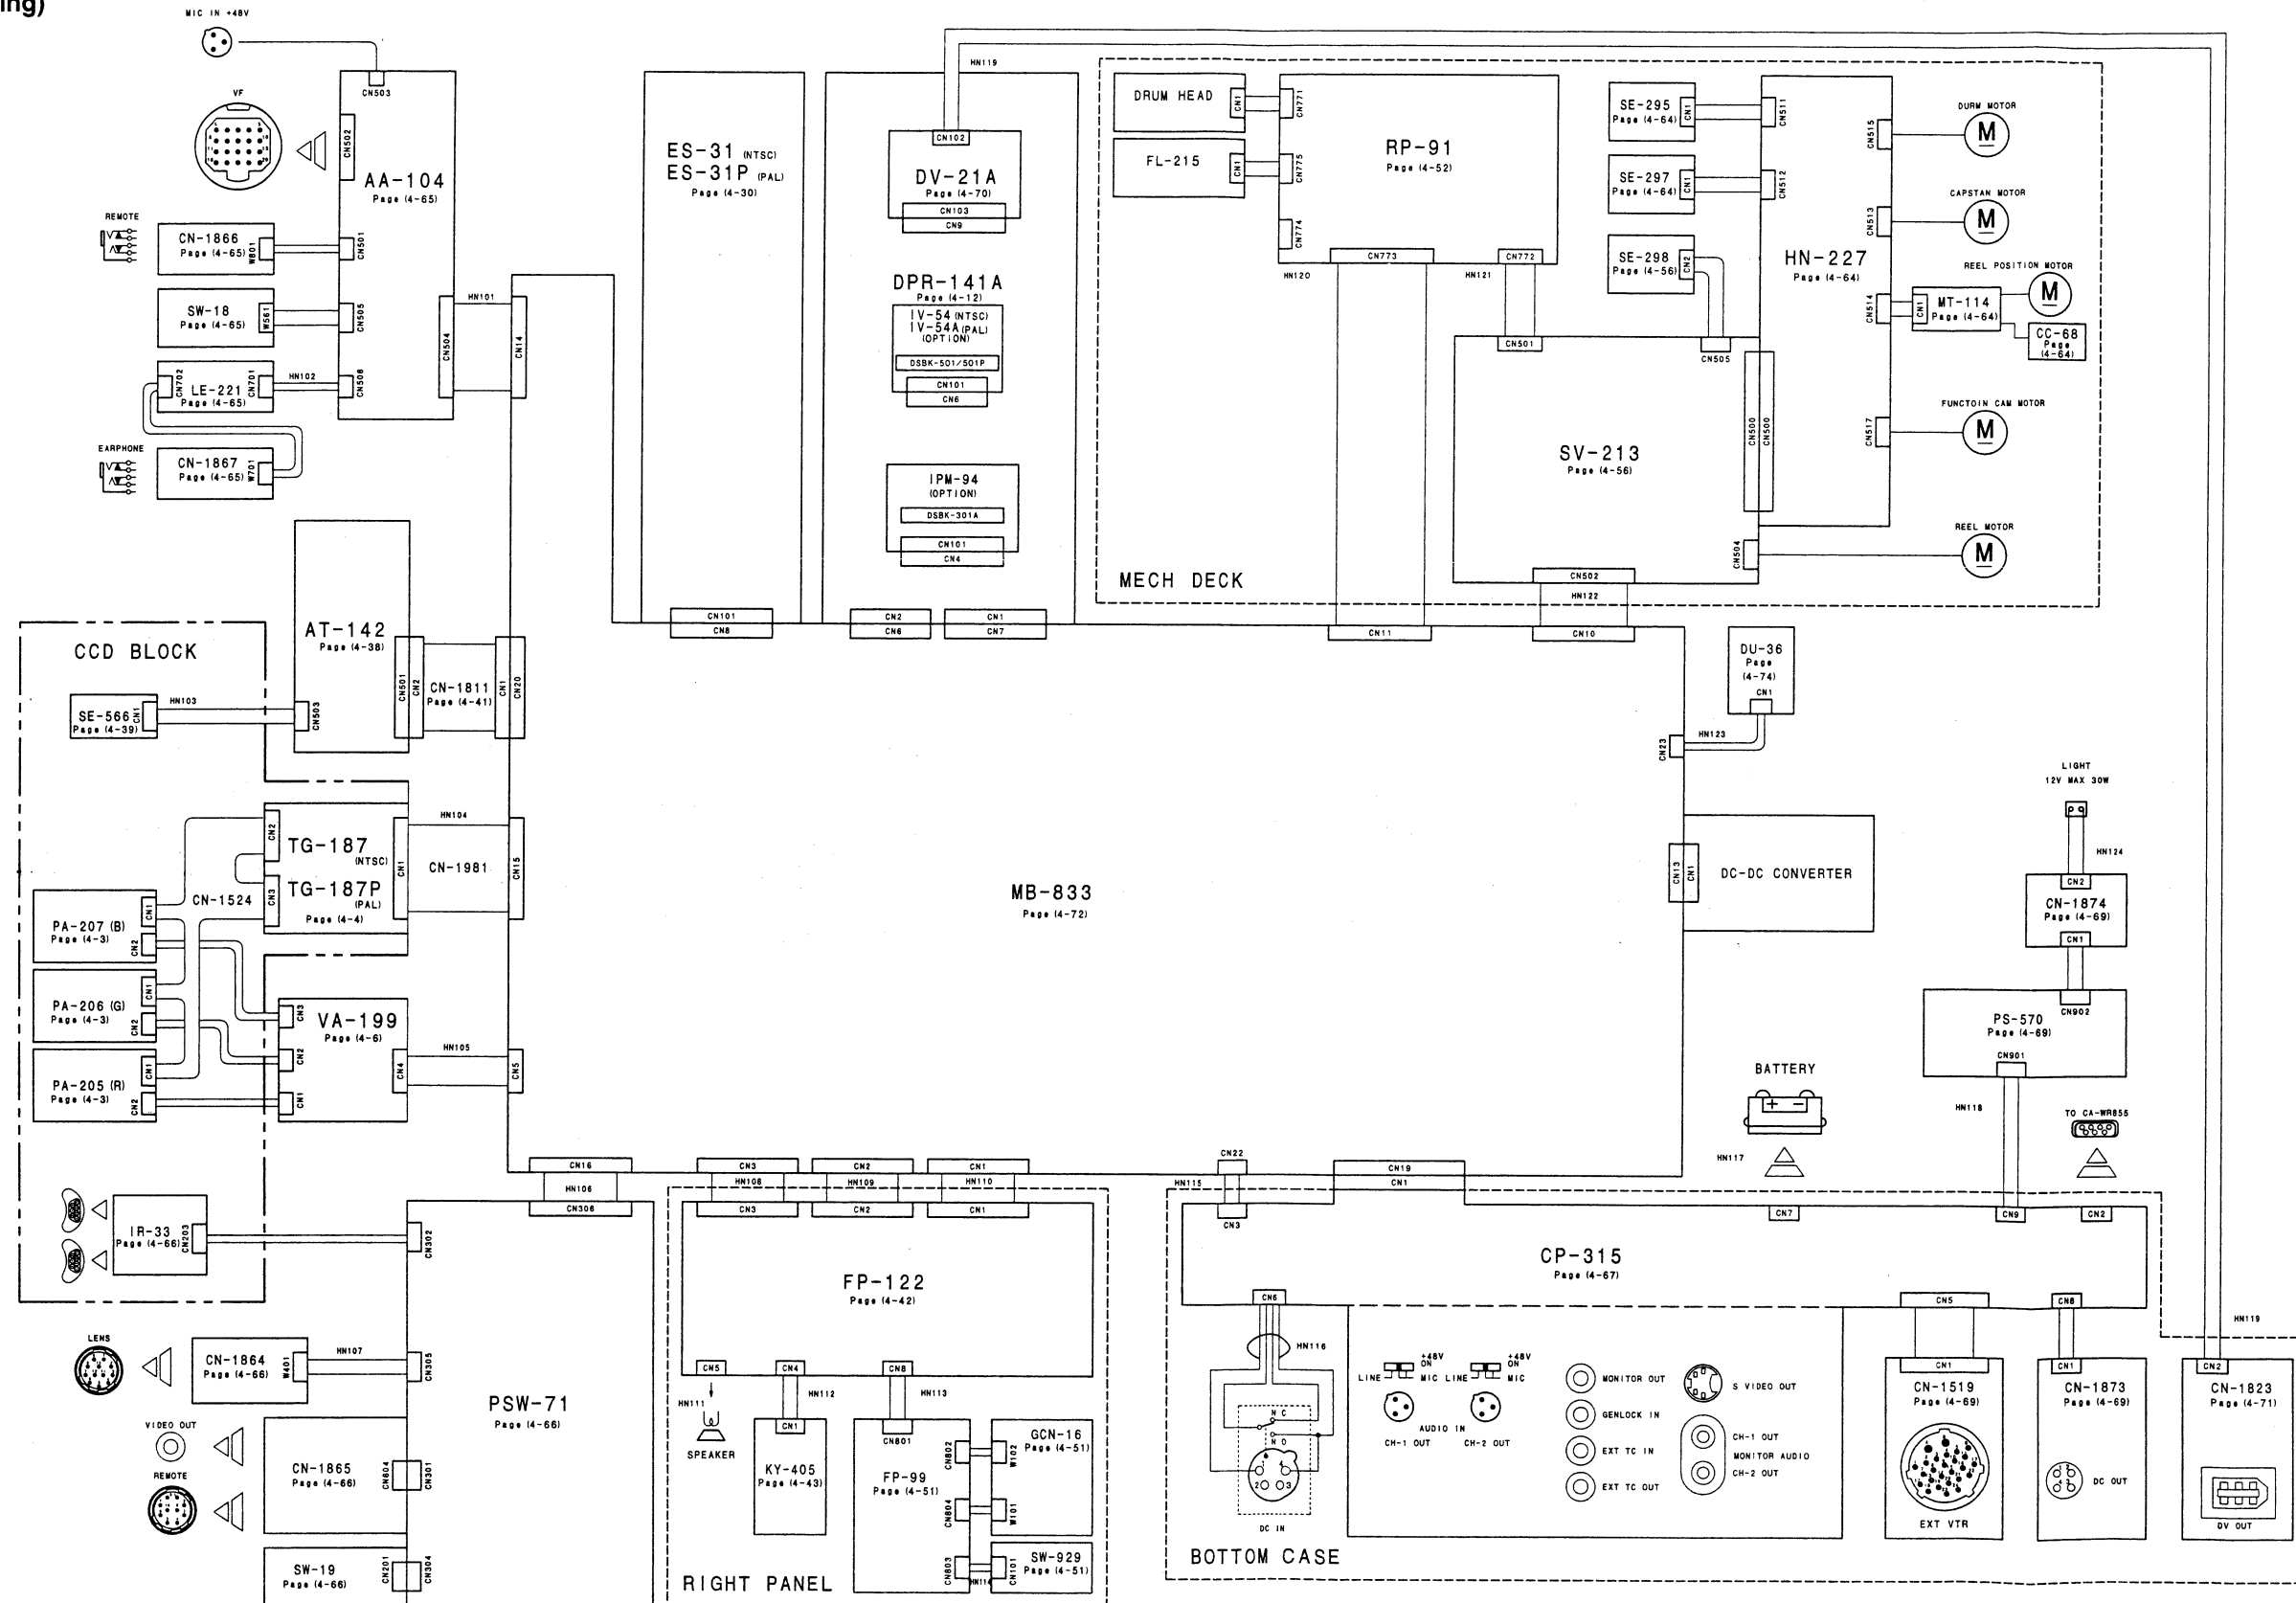 ing)
MIC IN +48V
CN503
VF
CN502
AA-104
Page (4-65)
REMOTE
CN-1866
Page (4-65)
W801
CN501
SW-18
Page (4-65)
W561
CN505
CN702
LE-221
Page (4-65)
CN701
HN102
CN506
EARPHONE
CN-1867
Page (4-65)
W701
CN504
HN101
CN14
ES-31 (NTSC)
ES-31P (PAL)
Page (4-30)
CN101
CN8
HN119
CN102
DV-21A
Page (4-70)
CN103
CN9
DPR-141A
Page (4-12)
IV-54 (NTSC)
IV-54A (PAL)
(OPTION)
DSBK-501/501P
CN101
CN6
IPM-94
(OPTION)
DSBK-301A
CN101
CN4
CN2
CN6
CN1
CN7
DRUM HEAD
CN1
CN771
FL-215
CN1
CN775
RP-91
Page (4-52)
CN774
CN773
CN772
HN120
HN121
SE-295
Page (4-64)
CN1
CN511
SE-297
Page (4-64)
CN1
CN512
SE-298
Page (4-56)
CN2
HN-227
Page (4-64)
CN515
DURM MOTOR
M
CN513
CAPSTAN MOTOR
M
REEL POSITION MOTOR
M
CN514
CN1
MT-114
Page (4-64)
CC-68
Page
(4-64)
FUNCTOIN CAM MOTOR
CN517
M
REEL MOTOR
CN504
M
CN501
CN505
SV-213
Page (4-56)
CN500
CN500
CN502
HN122
MECH DECK
CN11
CN10
CCD BLOCK
AT-142
Page (4-38)
CN501
CN2
CN-1811
Page (4-41)
CN1
CN20
SE-566
Page (4-39)
CN1
HN103
CN503
CN2
TG-187
(NTSC)
CN3
TG-187P
(PAL)
Page (4-4)
CN1
HN104
CN-1981
CN15
CN-1524
PA-207 (B)
Page (4-3)
CN1
CN2
PA-206 (G)
Page (4-3)
CN1
CN2
PA-205 (R)
Page (4-3)
CN1
CN2
CN3
CN2
CN1
VA-199
Page (4-6)
CN4
HN105
CN5
MB-833
Page (4-72)
DU-36
Page
(4-74)
CN1
HN123
CN23
CN13
CN1
DC-DC CONVERTER
LIGHT
12V MAX 30W
HN124
CN2
CN-1874
Page (4-69)
CN1
CN902
PS-570
Page (4-69)
CN901
HN118
BATTERY
+ −
HN117
TO CA-WR855
IR-33
Page (4-66)
CN203
CN302
CN16
HN106
CN306
CN3
CN2
CN1
HN108
HN109
HN110
CN3
CN2
CN1
CN22
CN19
CN1
HN115
CN3
CN7
CN9
CN2
LENS
CN-1864
Page (4-66)
W401
HN107
CN305
PSW-71
Page (4-66)
VIDEO OUT
REMOTE
CN-1865
Page (4-66)
CN604
CN301
SW-19
Page (4-66)
CN201
CN304
FP-122
Page (4-42)
CN5
CN4
CN8
HN111
SPEAKER
HN112
CN1
KY-405
Page (4-43)
HN113
CN801
FP-99
Page (4-51)
CN802
W102
GCN-16
Page (4-51)
CN804
W101
CN803
HN114
CN101
SW-929
Page (4-51)
RIGHT PANEL
CP-315
Page (4-67)
CN6
HN116
N C
N O
1
4
2
3
DC IN
+48V
ON
LINE
MIC
+48V
ON
LINE
MIC
AUDIO IN
CH-1 OUT
CH-2 OUT
MONITOR OUT
GENLOCK IN
EXT TC IN
EXT TC OUT
S VIDEO OUT
CH-1 OUT
MONITOR AUDIO
CH-2 OUT
CN5
CN8
CN1
CN-1519
Page (4-69)
EXT VTR
CN1
CN-1873
Page (4-69)
DC OUT
HN119
CN2
CN-1823
Page (4-71)
DV OUT
BOTTOM CASE